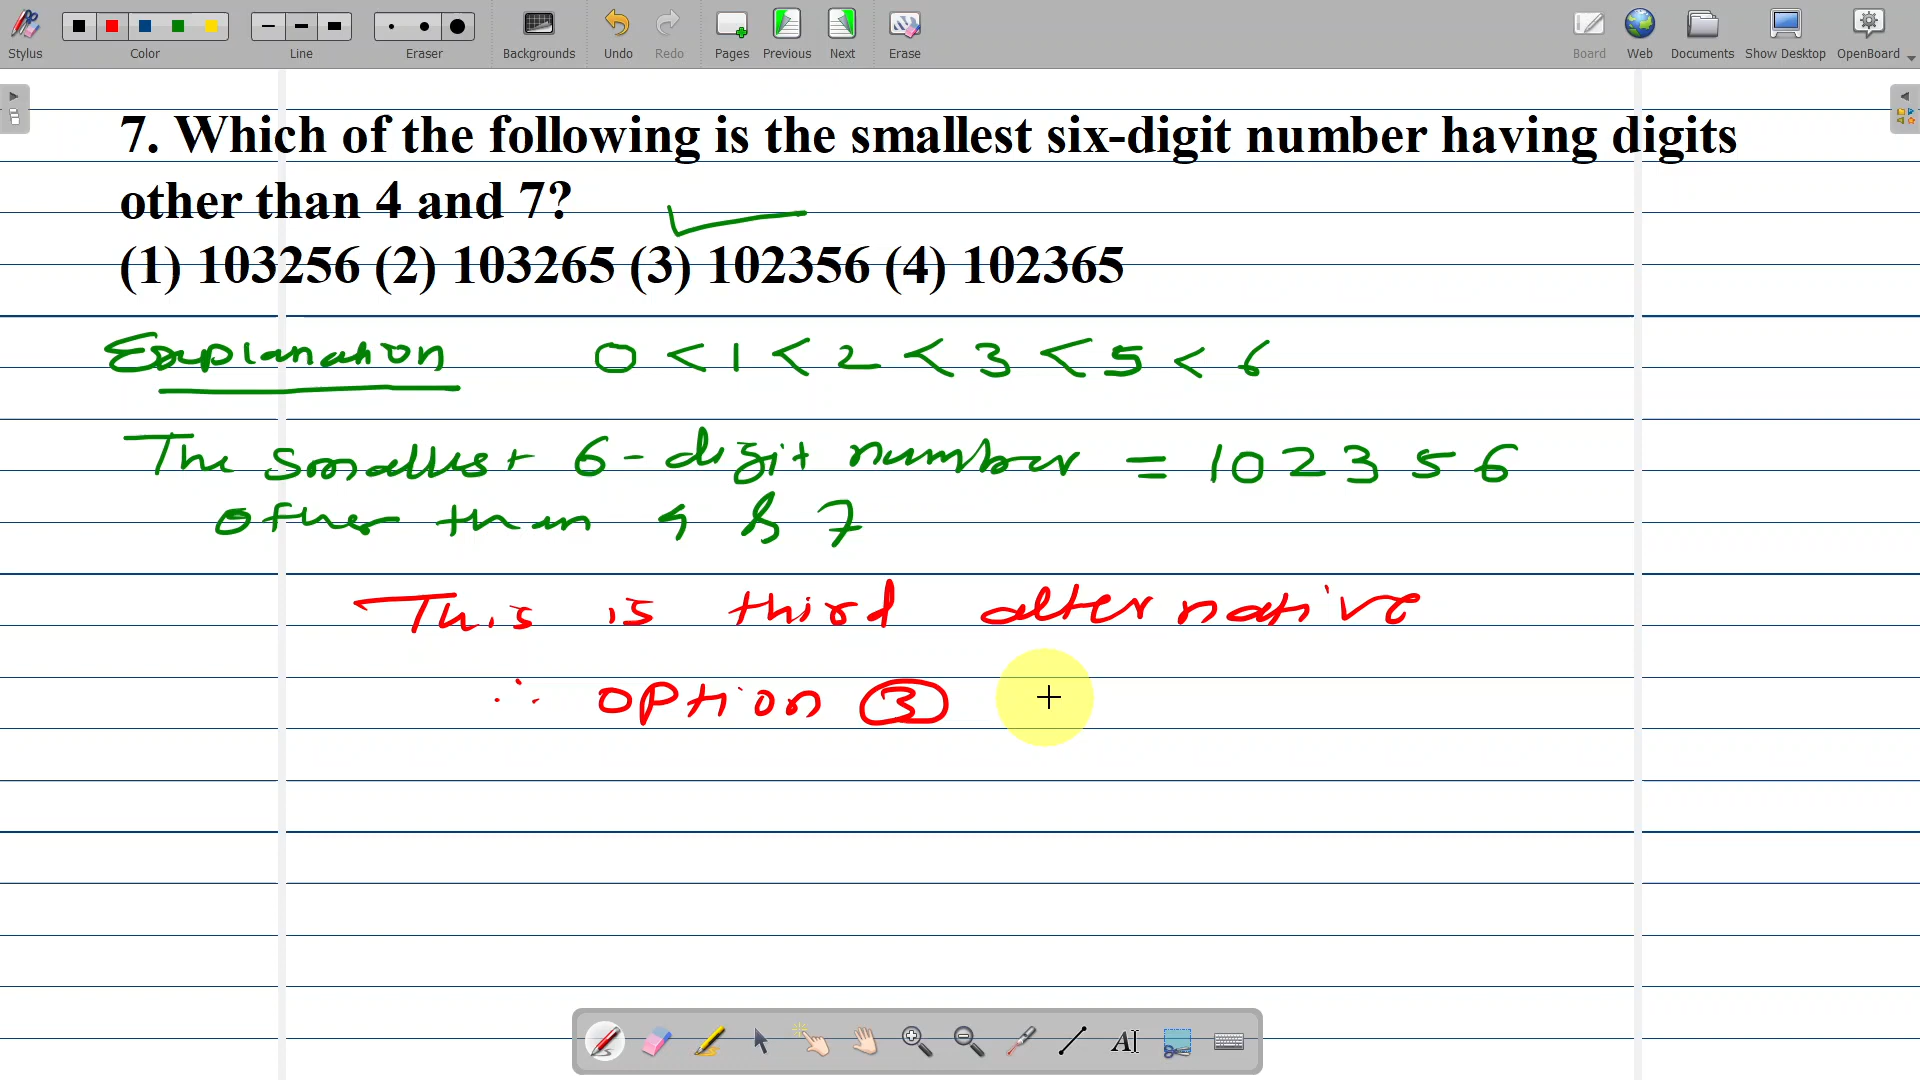 Stylus Color Line Eraser Backgrounds Undo Redo Pages Previous Next Erase Board Web Documents Show Desktop OpenBoard
7. Which of the following is the smallest six-digit number having digits
other than 4 and 7?
(1) 103256 (2) 103265 (3) 102356 (4) 102365
Explanation 0 < 1 < 2 < 3 < 5 < 6
The smallest 6-digit number = 102356
other than 4 & 7
This is third alternative
∴ option 3